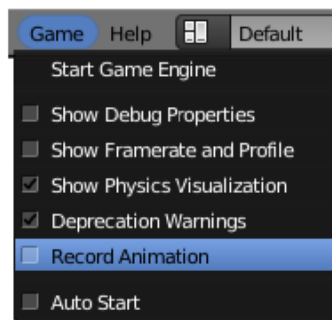 Game Help Default
Start Game Engine
Show Debug Properties
Show Framerate and Profile
Show Physics Visualization
Deprecation Warnings
Record Animation
Auto Start